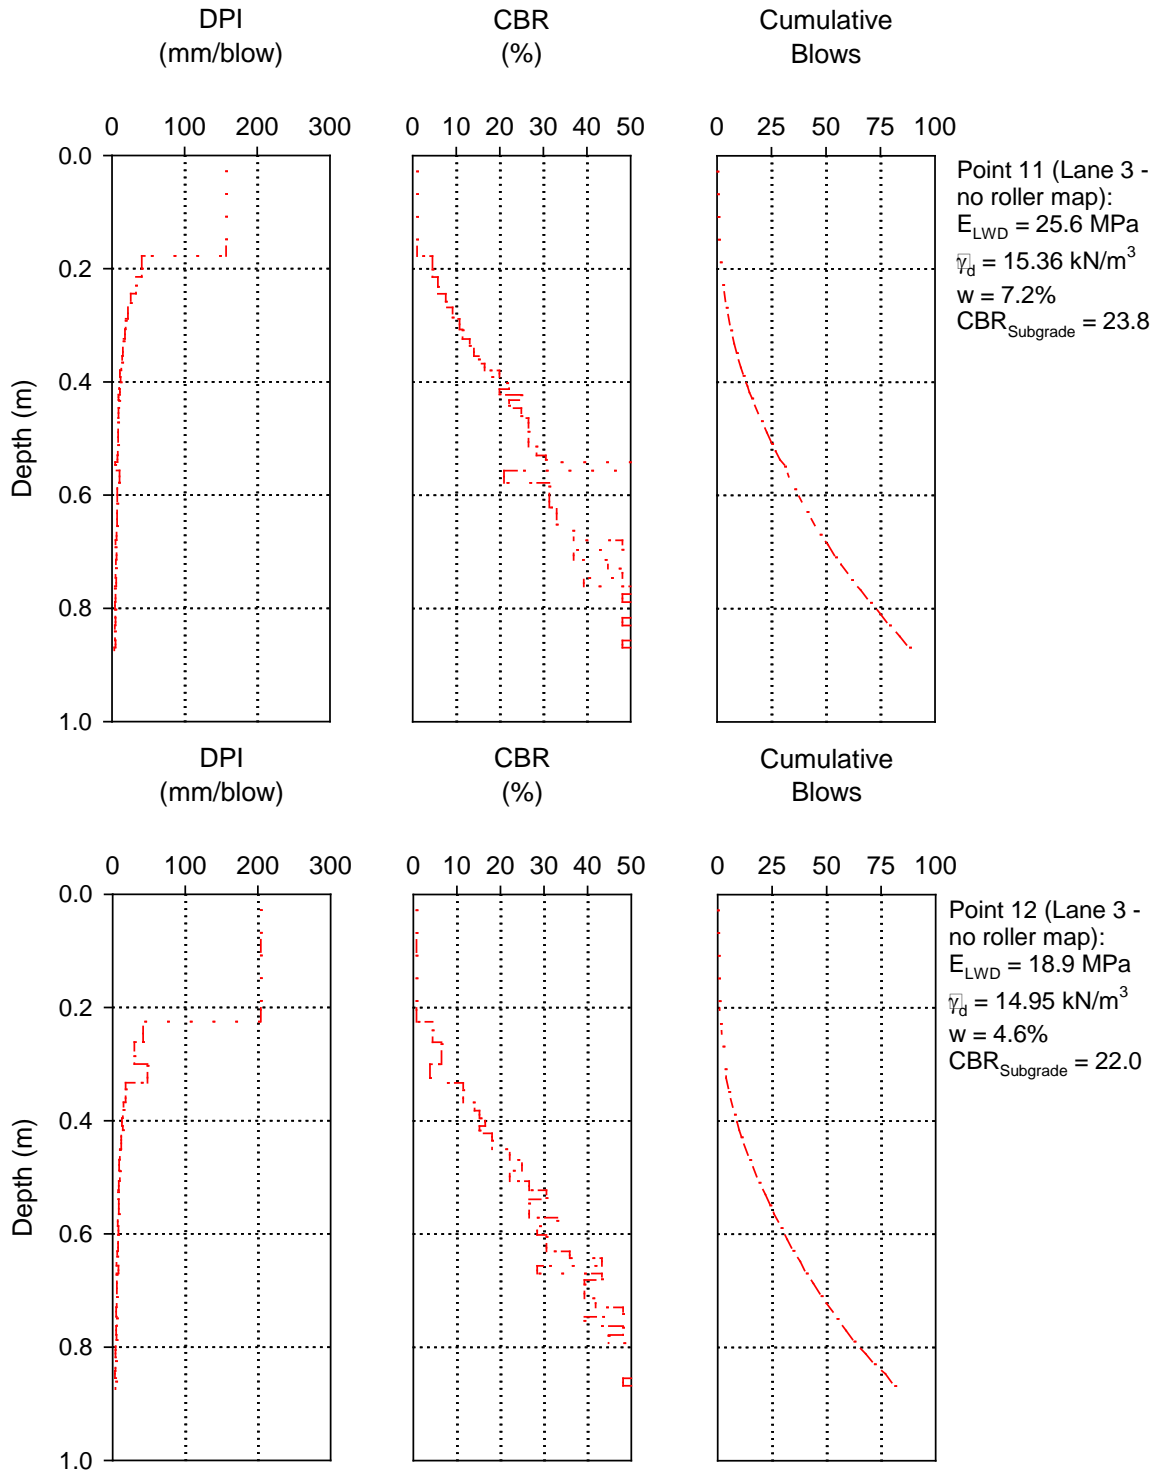 DPI
(mm/blow)
CBR
(%)
Cumulative
Blows
0 100 200 300
0 10 20 30 40 50
0 25 50 75 100
0.0
0.2
0.4
0.6
0.8
1.0
Depth (m)
Point 11 (Lane 3 -
no roller map):
E_LWD = 25.6 MPa
γd = 15.36 kN/m³
w = 7.2%
CBR_Subgrade = 23.8
DPI
(mm/blow)
CBR
(%)
Cumulative
Blows
0 100 200 300
0 10 20 30 40 50
0 25 50 75 100
0.0
0.2
0.4
0.6
0.8
1.0
Depth (m)
Point 12 (Lane 3 -
no roller map):
E_LWD = 18.9 MPa
γd = 14.95 kN/m³
w = 4.6%
CBR_Subgrade = 22.0